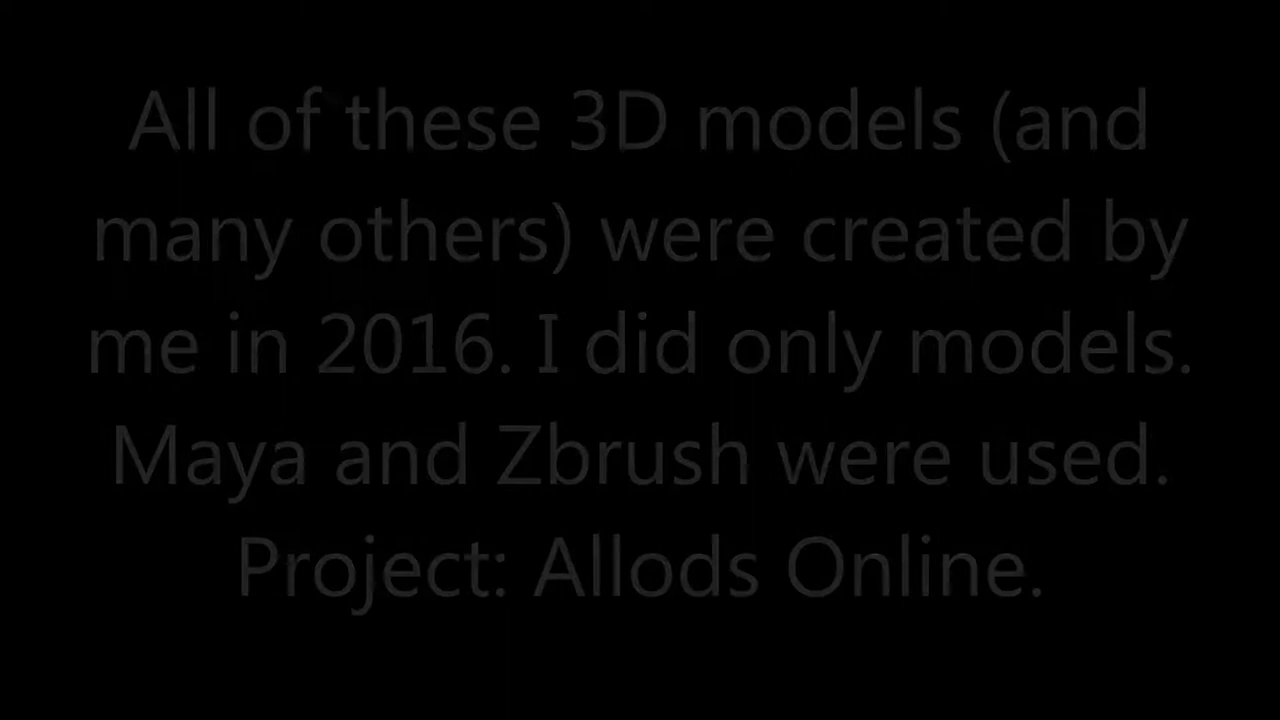 All of these 3D models (and
many others) were created by
me in 2016. I did only models.
Maya and Zbrush were used.
Project: Allods Online.